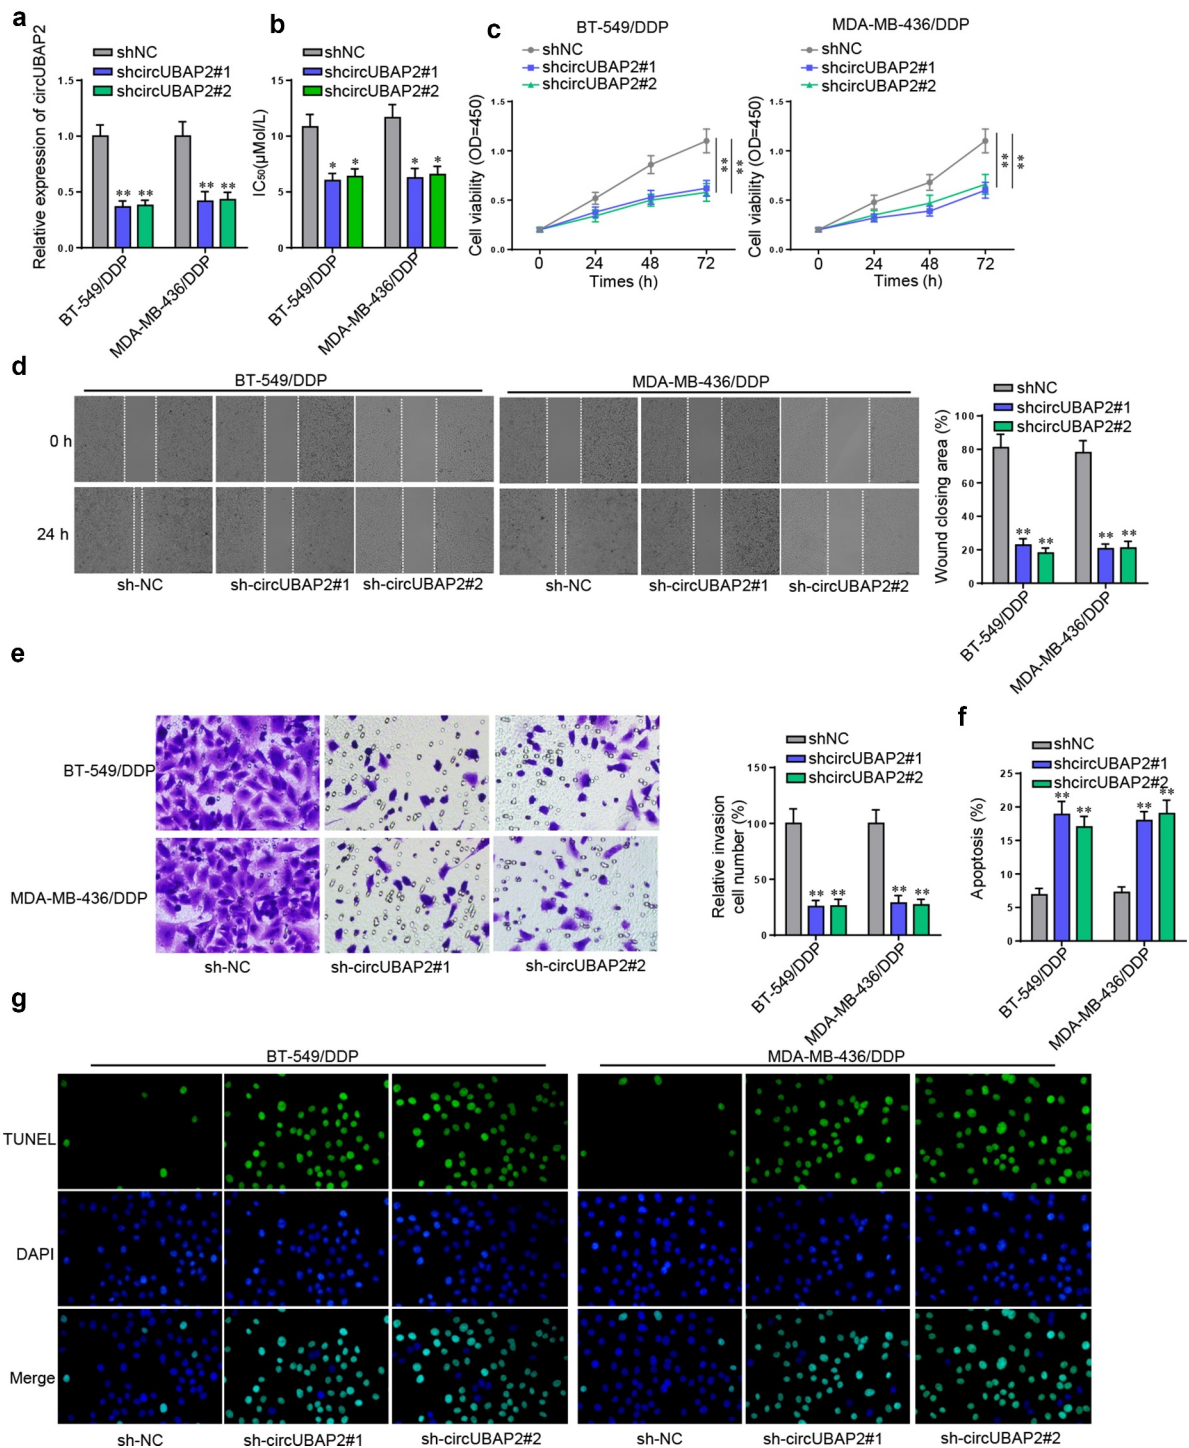 a
shNC
shcircUBAP2#1
shcircUBAP2#2
Relative expression of circUBAP2
1.5
1.0
0.5
0.0
** ** ** **
BT-549/DDP
MDA-MB-436/DDP
b
shNC
shcircUBAP2#1
shcircUBAP2#2
IC50(μMol/L)
15
10
5
0
* * * *
BT-549/DDP
MDA-MB-436/DDP
c
BT-549/DDP
shNC
shcircUBAP2#1
shcircUBAP2#2
Cell viability (OD=450)
1.5
1.0
0.5
0.0
** **
0 24 48 72
Times (h)
MDA-MB-436/DDP
shNC
shcircUBAP2#1
shcircUBAP2#2
Cell viability (OD=450)
1.5
1.0
0.5
0.0
** **
0 24 48 72
Times (h)
d
BT-549/DDP
MDA-MB-436/DDP
0 h
24 h
sh-NC sh-circUBAP2#1 sh-circUBAP2#2 sh-NC sh-circUBAP2#1 sh-circUBAP2#2
shNC
shcircUBAP2#1
shcircUBAP2#2
Wound closing area (%)
100
80
60
40
20
0
** ** ** **
BT-549/DDP
MDA-MB-436/DDP
e
BT-549/DDP
MDA-MB-436/DDP
sh-NC sh-circUBAP2#1 sh-circUBAP2#2
shNC
shcircUBAP2#1
shcircUBAP2#2
Relative invasion
cell number (%)
150
100
50
0
** ** ** **
BT-549/DDP
MDA-MB-436/DDP
f
shNC
shcircUBAP2#1
shcircUBAP2#2
Apoptosis (%)
25
20
15
10
5
0
** ** ** **
BT-549/DDP
MDA-MB-436/DDP
g
BT-549/DDP
MDA-MB-436/DDP
TUNEL
DAPI
Merge
sh-NC sh-circUBAP2#1 sh-circUBAP2#2 sh-NC sh-circUBAP2#1 sh-circUBAP2#2